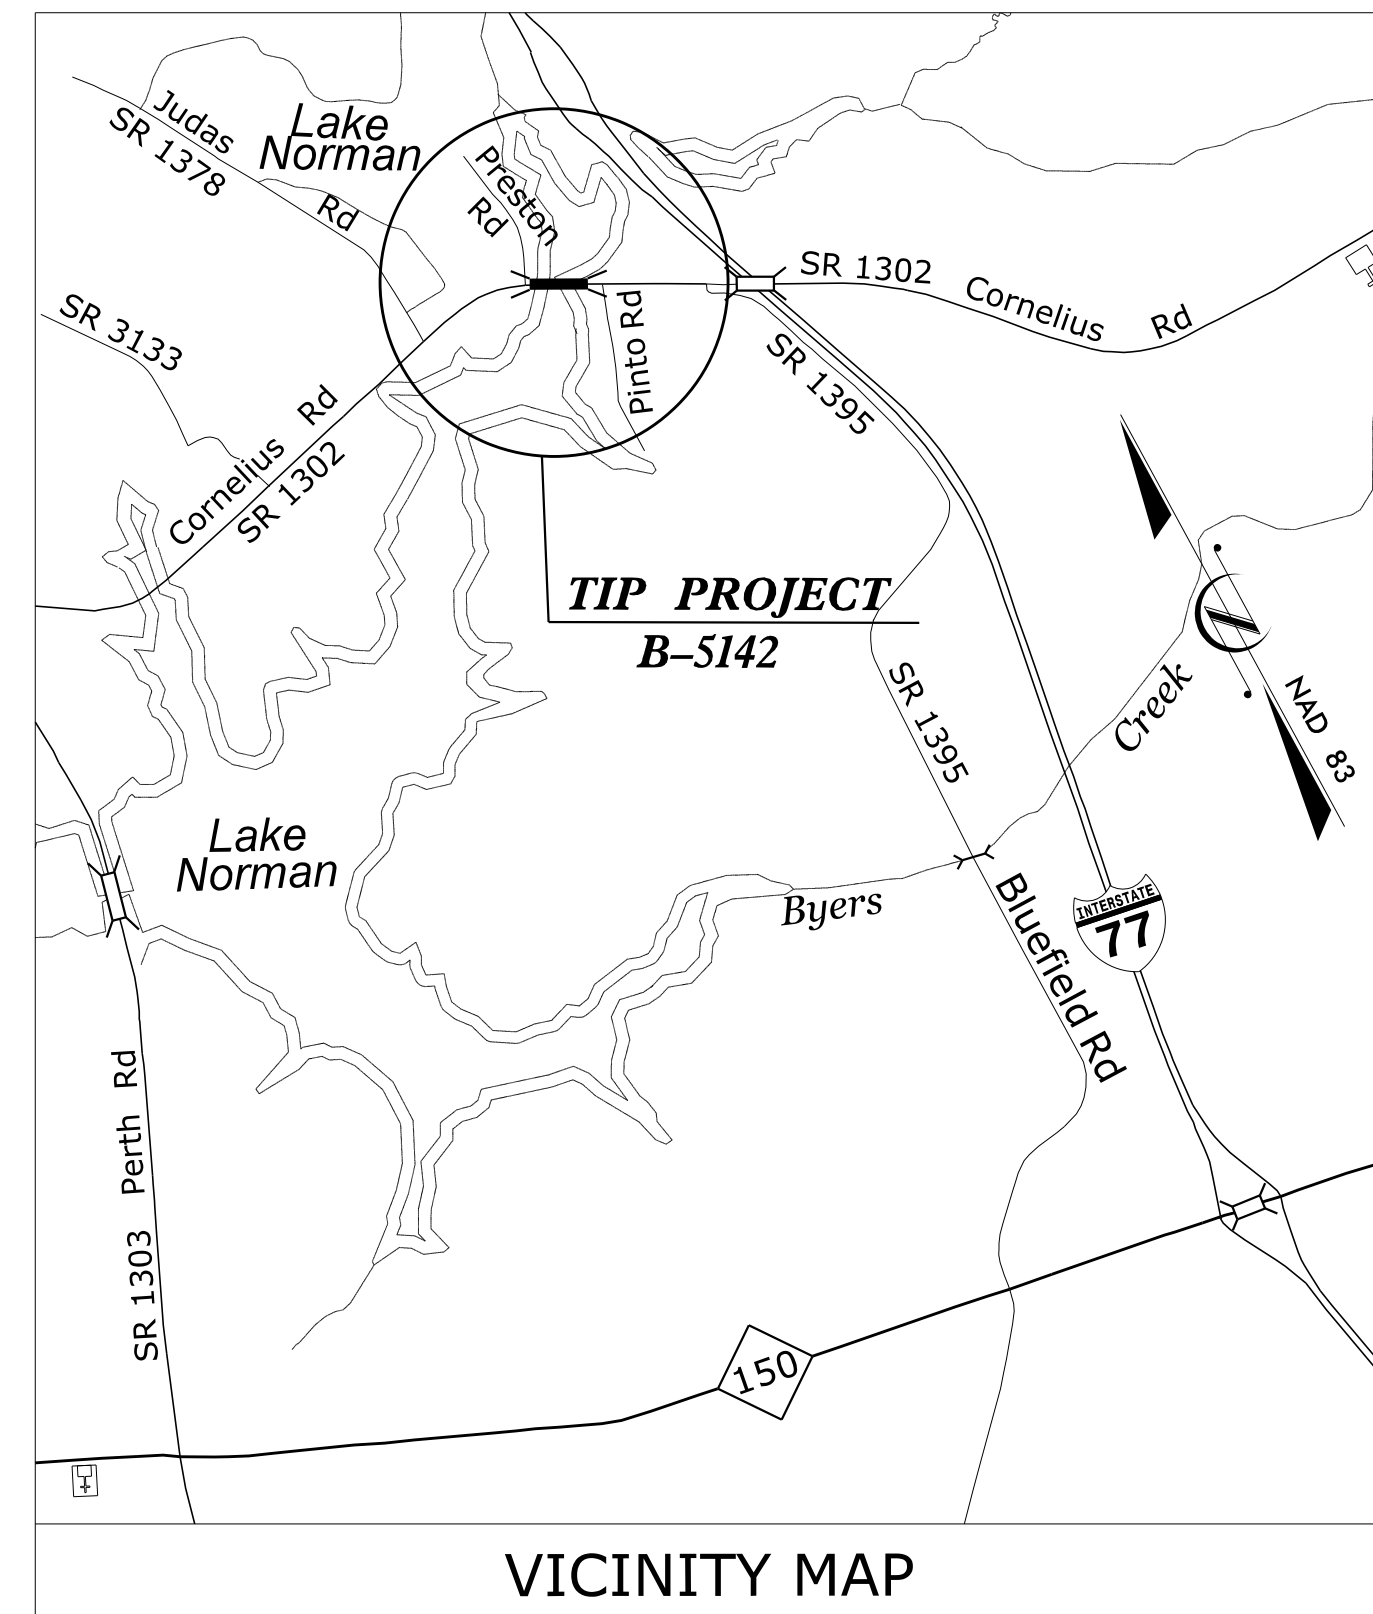 Judas
Rd
SR 1378
Lake
Norman
Preston
Rd
SR 1302
Cornelius Rd
SR 3133
Pinto Rd
SR 1395
Cornelius Rd
SR 1302
TIP PROJECT
B–5142
SR 1395
Creek
NAD 83
Lake
Norman
Byers
Bluefield Rd
INTERSTATE
77
SR 1303 Perth Rd
150
VICINITY MAP